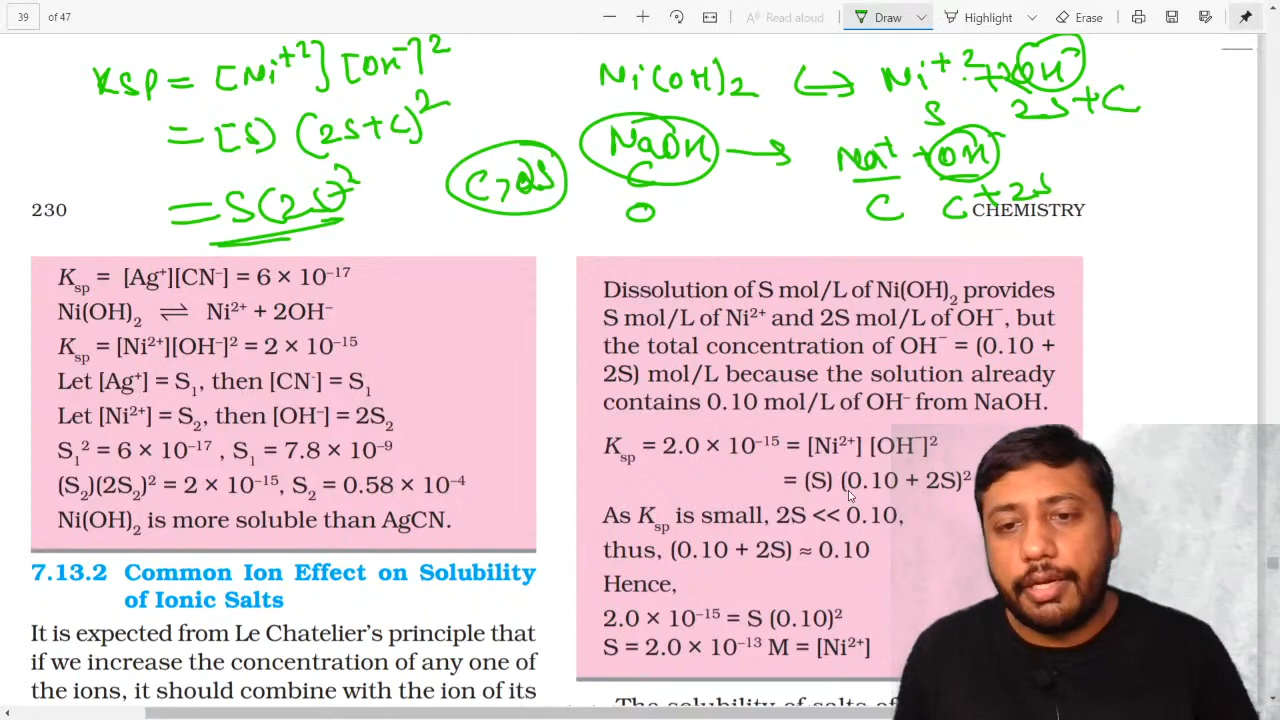 39 of 47
Read aloud
Draw
Highlight
Erase
Ksp = [Ni+2] [OH-]2
= [S] (2S+C)2
= S(2S)2
C>2S
Ni(OH)2 ⇔ Ni+2 + 2OH-
S 2S+C
NaOH → Na+ + OH-
C C C + 2S
0
230
CHEMISTRY
Ksp = [Ag+][CN–] = 6 × 10–17
Ni(OH)2 ⇌ Ni2+ + 2OH–
Ksp = [Ni2+][OH–]2 = 2 × 10–15
Let [Ag+] = S1, then [CN-] = S1
Let [Ni2+] = S2, then [OH–] = 2S2
S12 = 6 × 10–17 , S1 = 7.8 × 10–9
(S2)(2S2)2 = 2 × 10–15, S2 = 0.58 × 10–4
Ni(OH)2 is more soluble than AgCN.
7.13.2 Common Ion Effect on Solubility
of Ionic Salts
It is expected from Le Chatelier's principle that
if we increase the concentration of any one of
the ions, it should combine with the ion of its
Dissolution of S mol/L of Ni(OH)2 provides
S mol/L of Ni2+ and 2S mol/L of OH–, but
the total concentration of OH– = (0.10 +
2S) mol/L because the solution already
contains 0.10 mol/L of OH– from NaOH.
Ksp = 2.0 × 10–15 = [Ni2+] [OH–]2
= (S) (0.10 + 2S)2
As Ksp is small, 2S << 0.10,
thus, (0.10 + 2S) ≈ 0.10
Hence,
2.0 × 10–15 = S (0.10)2
S = 2.0 × 10–13 M = [Ni2+]
The solubility of salts of